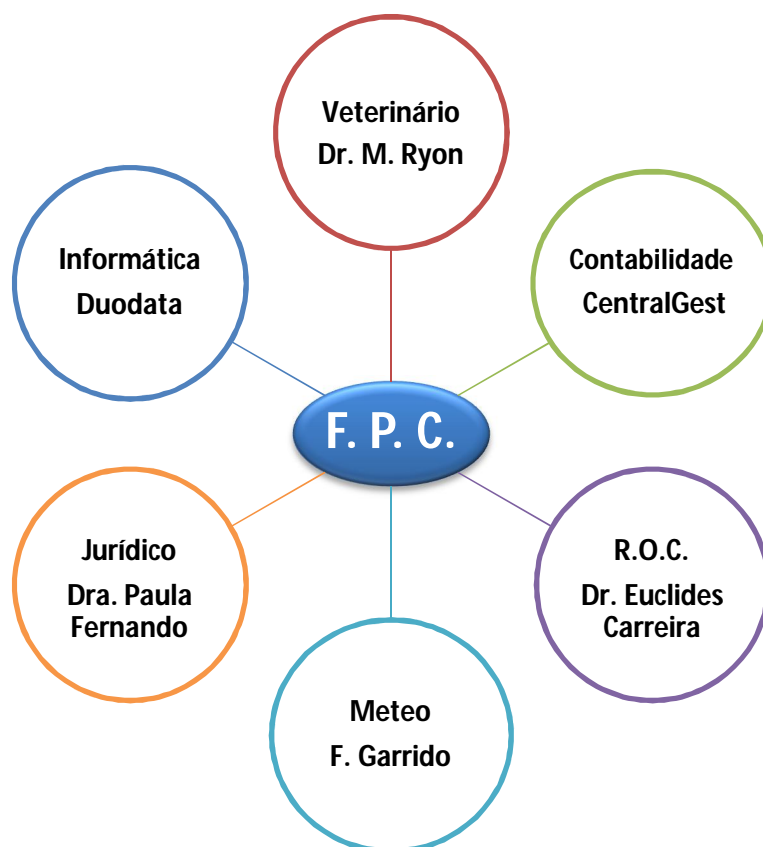 Veterinário
Dr. M. Ryon
Informática
Duodata
Contabilidade
CentralGest
F. P. C.
Jurídico
Dra. Paula
Fernando
R.O.C.
Dr. Euclides
Carreira
Meteo
F. Garrido